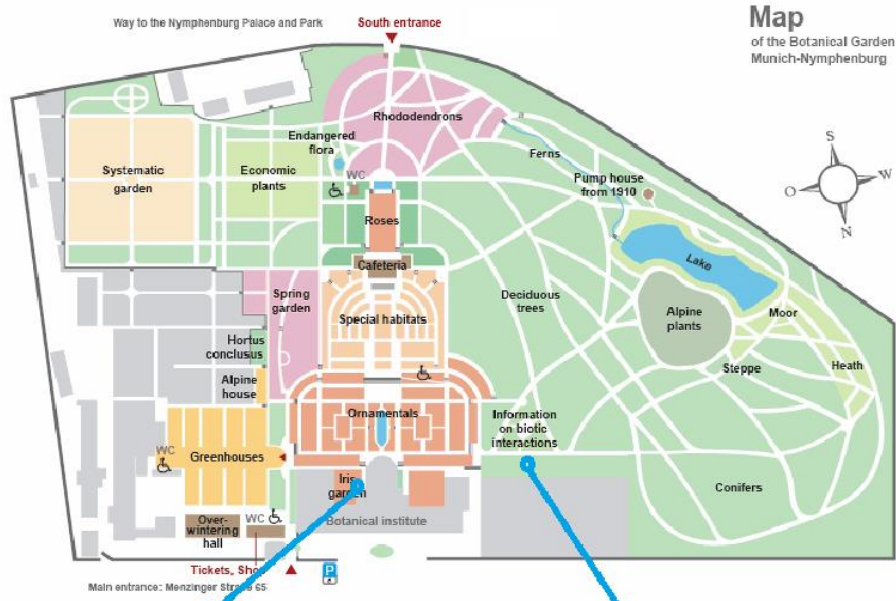 Map
of the Botanical Garden
Munich-Nymphenburg
Way to the Nymphenburg Palace and Park
South entrance
Rhododendrons
Endangered
flora
WC
Ferns
Pump house
from 1910
S
W
O
N
Systematic
garden
Economic
plants
Roses
Cafeteria
Lake
Spring
garden
Special habitats
Deciduous
trees
Alpine
plants
Moor
Hortus
conclusus
Steppe
Heath
Alpine
house
Ornamentals
Information
on biotic
interactions
WC
Greenhouses
Iris
garden
Conifers
Over-
wintering
hall
WC
Botanical institute
Tickets, Shop
P
Main entrance: Menzinger Straße 65